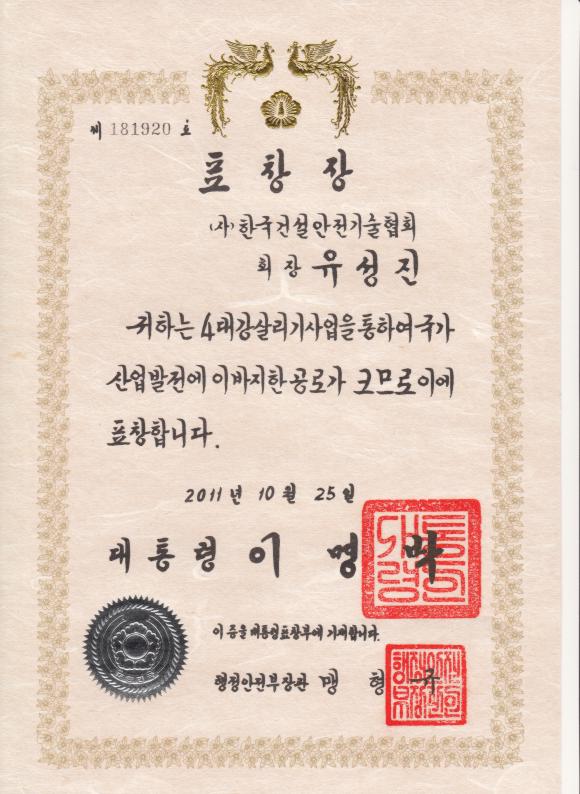 제 181920 호
표 창 장
(사)한국건설안전기술협회
회 장 유 성 진
귀하는 4대강살리기사업을 통하여 국가
산업발전에 이바지한 공로가 크므로 이에
표창합니다.
2011 년 10 월 25 일
대 통 령 이 명 박
이 증을 대통령표창부에 기재합니다.
행정안전부장관 맹 형 규